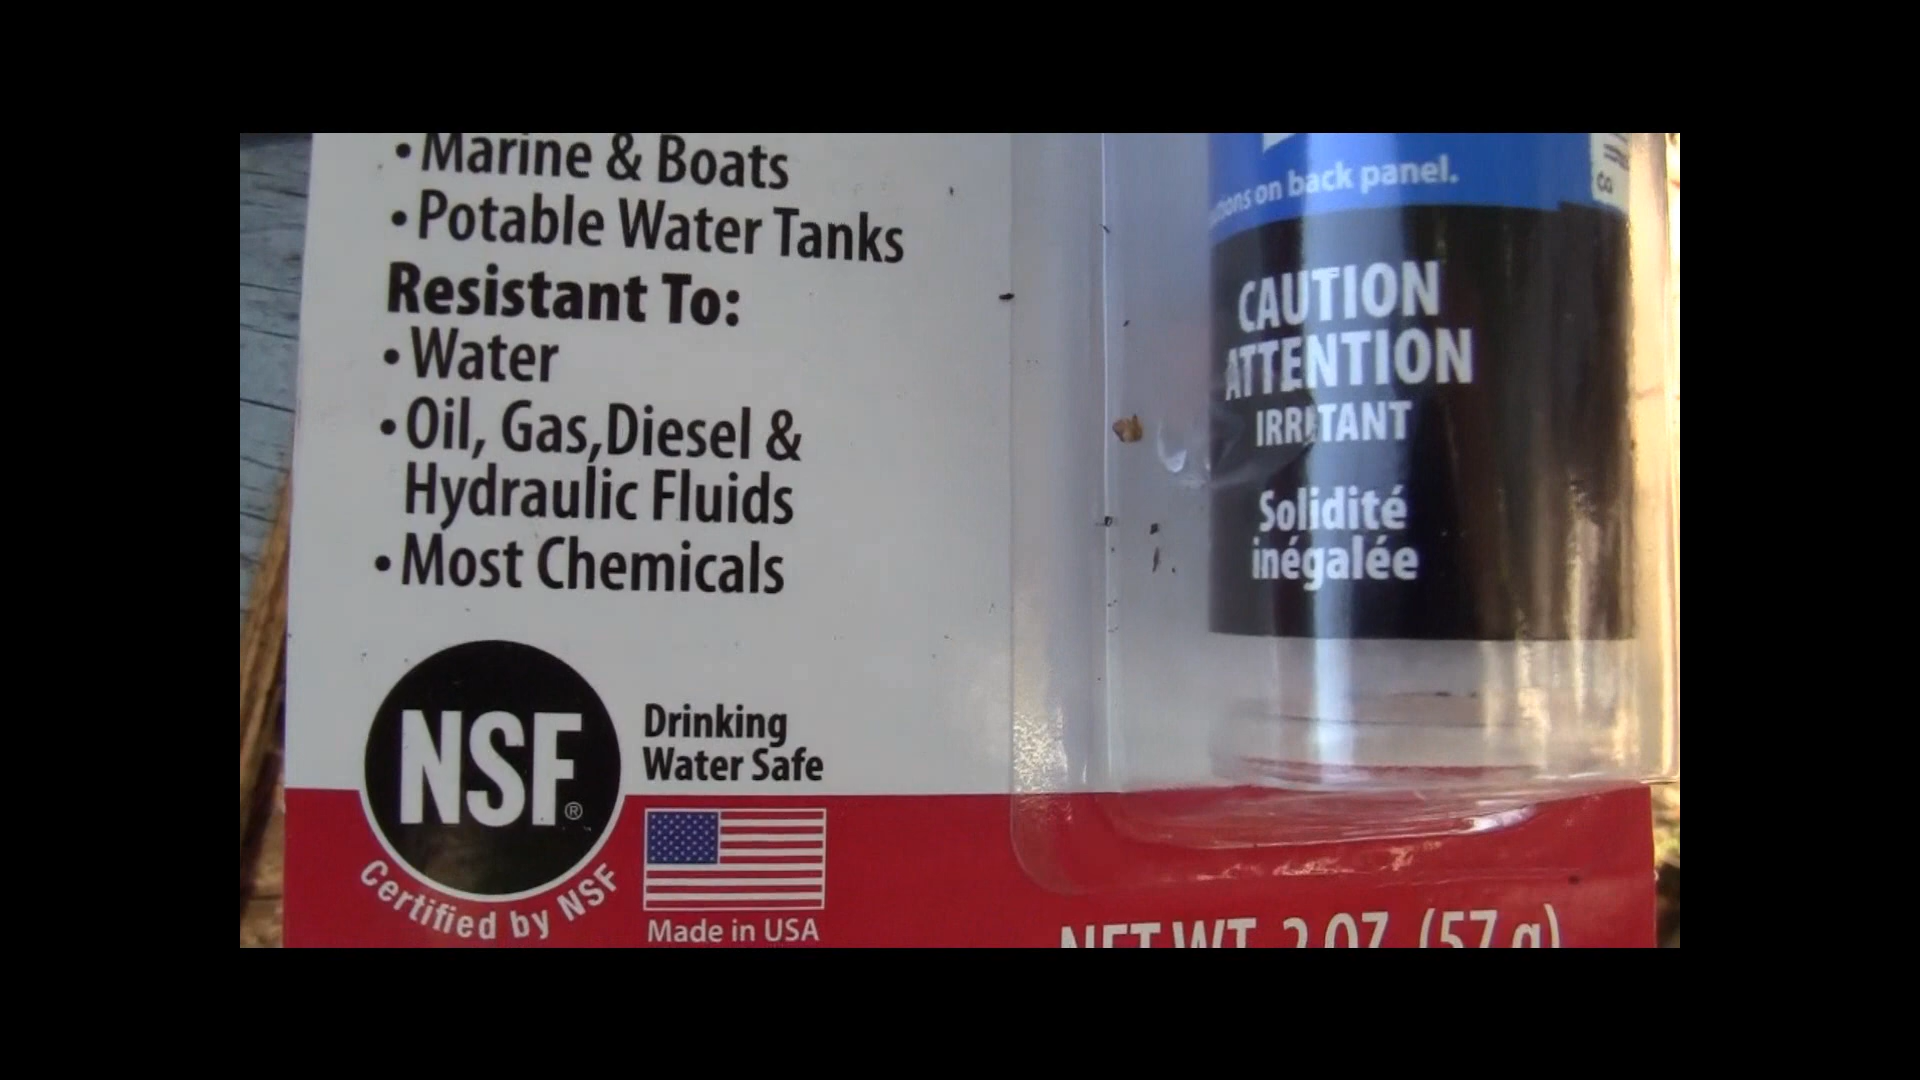 •Marine & Boats
•Potable Water Tanks
Resistant To:
•Water
•Oil, Gas,Diesel &
Hydraulic Fluids
•Most Chemicals
NSF®
Certified by NSF
Drinking
Water Safe
Made in USA
on back panel.
CAUTION
ATTENTION
IRRITANT
Solidité
inégalée
NET WT. 2 OZ. (57 g)